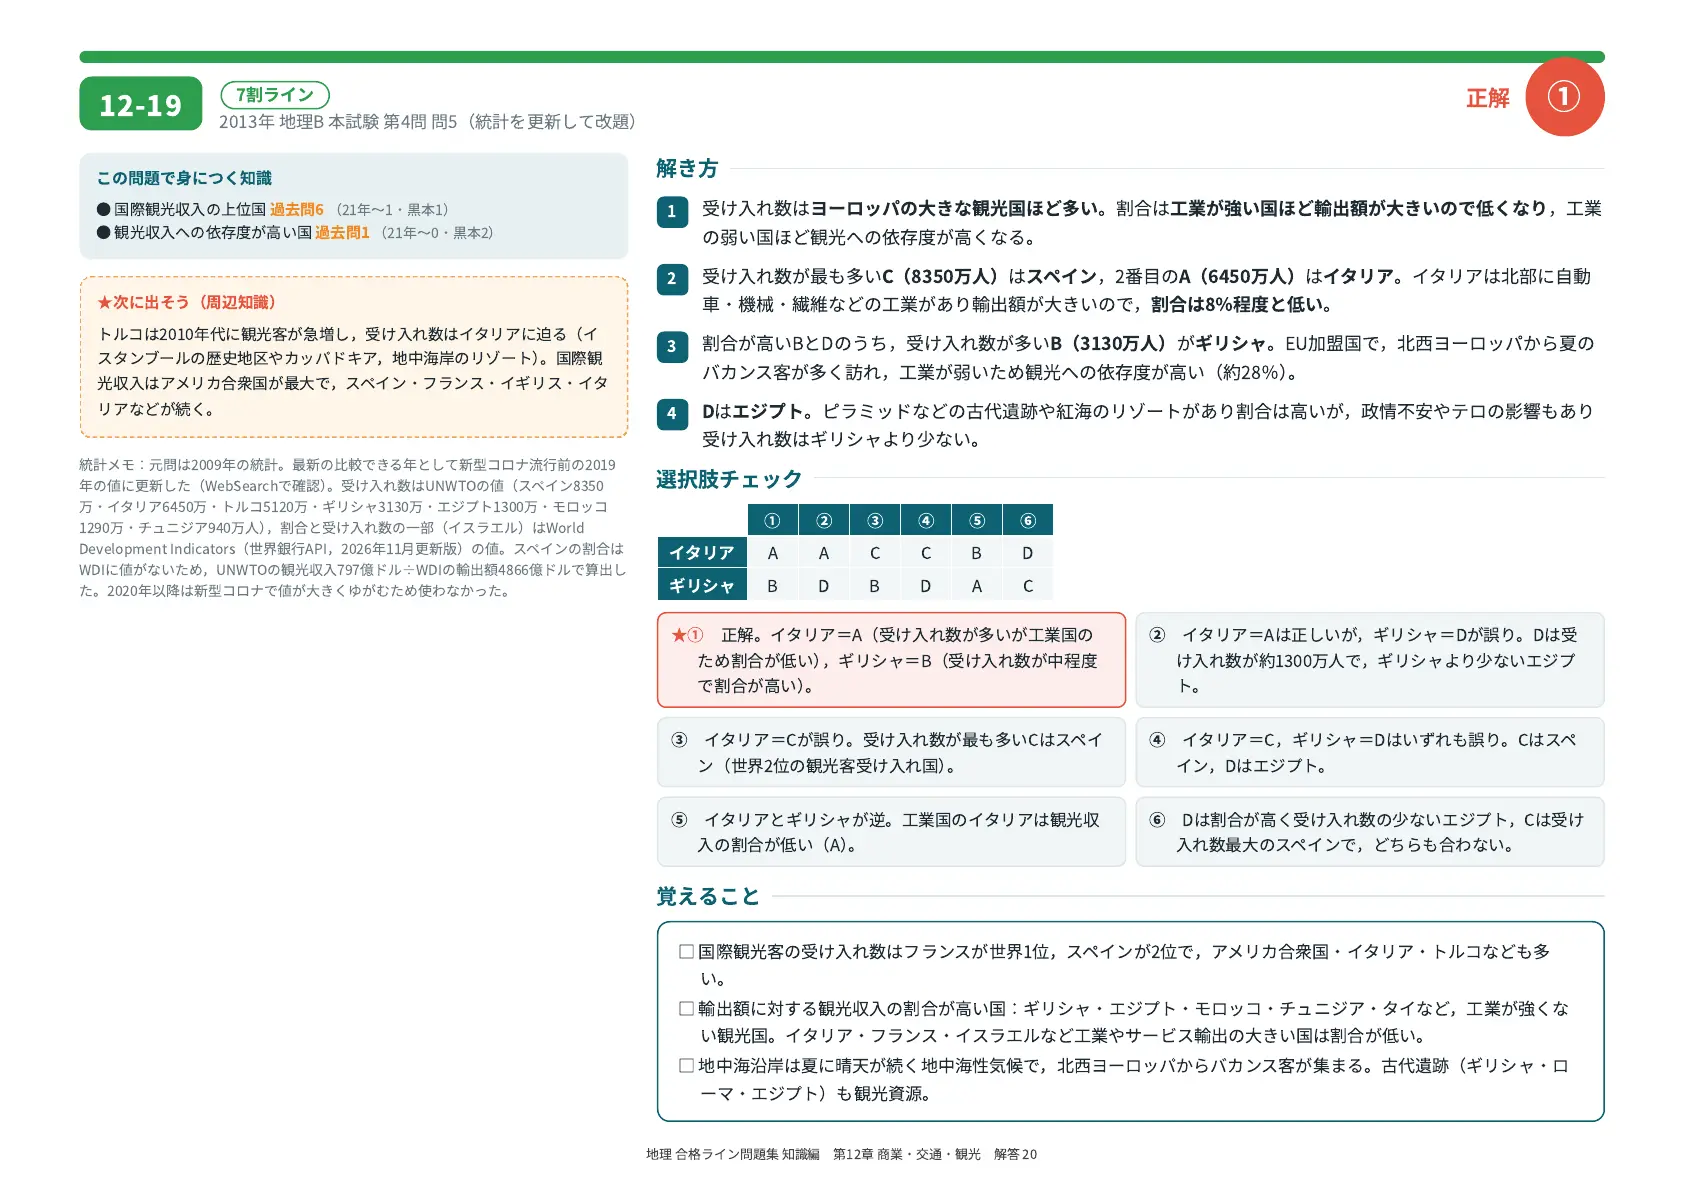 12-19
7割ライン
2013年 地理B 本試験 第4問 問5（統計を更新して改題）
正解 ①
この問題で身につく知識
● 国際観光収入の上位国 過去問6 （21年〜1・黒本1）
● 観光収入への依存度が高い国 過去問1 （21年〜0・黒本2）
★次に出そう（周辺知識）
トルコは2010年代に観光客が急増し，受け入れ数はイタリアに迫る（イ
スタンブールの歴史地区やカッパドキア，地中海岸のリゾート）。国際観
光収入はアメリカ合衆国が最大で，スペイン・フランス・イギリス・イタ
リアなどが続く。
統計メモ：元問は2009年の統計。最新の比較できる年として新型コロナ流行前の2019
年の値に更新した（WebSearchで確認）。受け入れ数はUNWTOの値（スペイン8350
万・イタリア6450万・トルコ5120万・ギリシャ3130万・エジプト1300万・モロッコ
1290万・チュニジア940万人），割合と受け入れ数の一部（イスラエル）はWorld
Development Indicators（世界銀行API，2026年11月更新版）の値。スペインの割合は
WDIに値がないため，UNWTOの観光収入797億ドル÷WDIの輸出額4866億ドルで算出し
た。2020年以降は新型コロナで値が大きくゆがむため使わなかった。
解き方
1 受け入れ数はヨーロッパの大きな観光国ほど多い。割合は工業が強い国ほど輸出額が大きいので低くなり，工業
の弱い国ほど観光への依存度が高くなる。
2 受け入れ数が最も多いC（8350万人）はスペイン，2番目のA（6450万人）はイタリア。イタリアは北部に自動
車・機械・繊維などの工業があり輸出額が大きいので，割合は8%程度と低い。
3 割合が高いBとDのうち，受け入れ数が多いB（3130万人）がギリシャ。EU加盟国で，北西ヨーロッパから夏の
バカンス客が多く訪れ，工業が弱いため観光への依存度が高い（約28%）。
4 Dはエジプト。ピラミッドなどの古代遺跡や紅海のリゾートがあり割合は高いが，政情不安やテロの影響もあり
受け入れ数はギリシャより少ない。
選択肢チェック
① ② ③ ④ ⑤ ⑥
イタリア A A C C B D
ギリシャ B D B D A C
★① 正解。イタリア＝A（受け入れ数が多いが工業国の
ため割合が低い），ギリシャ＝B（受け入れ数が中程度
で割合が高い）。
② イタリア＝Aは正しいが，ギリシャ＝Dが誤り。Dは受
け入れ数が約1300万人で，ギリシャより少ないエジプ
ト。
③ イタリア＝Cが誤り。受け入れ数が最も多いCはスペイ
ン（世界2位の観光客受け入れ国）。
④ イタリア＝C，ギリシャ＝Dはいずれも誤り。Cはスペ
イン，Dはエジプト。
⑤ イタリアとギリシャが逆。工業国のイタリアは観光収
入の割合が低い（A）。
⑥ Dは割合が高く受け入れ数の少ないエジプト，Cは受け
入れ数最大のスペインで，どちらも合わない。
覚えること
□ 国際観光客の受け入れ数はフランスが世界1位，スペインが2位で，アメリカ合衆国・イタリア・トルコなども多
い。
□ 輸出額に対する観光収入の割合が高い国：ギリシャ・エジプト・モロッコ・チュニジア・タイなど，工業が強くな
い観光国。イタリア・フランス・イスラエルなど工業やサービス輸出の大きい国は割合が低い。
□ 地中海沿岸は夏に晴天が続く地中海性気候で，北西ヨーロッパからバカンス客が集まる。古代遺跡（ギリシャ・ロ
ーマ・エジプト）も観光資源。
地理 合格ライン問題集 知識編 第12章 商業・交通・観光 解答20